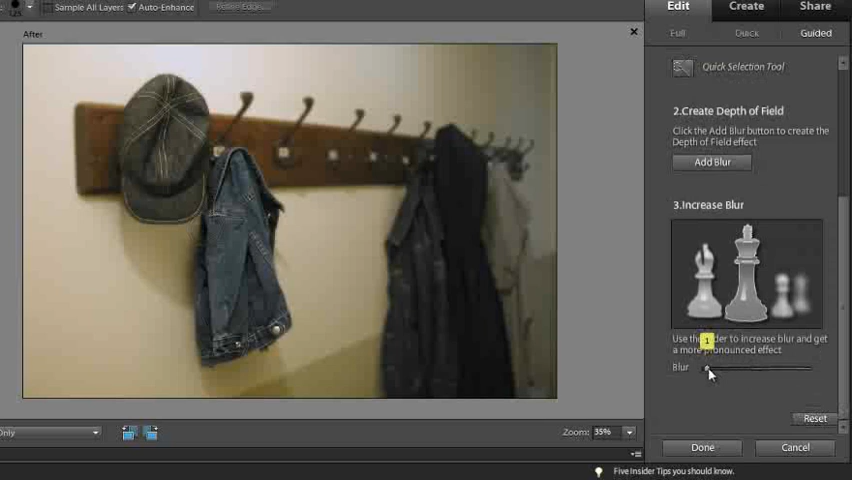 Sample All Layers Auto-Enhance Refine Edge...
Edit Create Share
After
Full Quick Guided
Quick Selection Tool
2.Create Depth of Field
Click the Add Blur button to create the
Depth of Field effect
Add Blur
3.Increase Blur
Use the to increase blur and get
a more pronounced effect
1
Blur
Reset
Only
Zoom: 35%
Done Cancel
Five Insider Tips you should know.